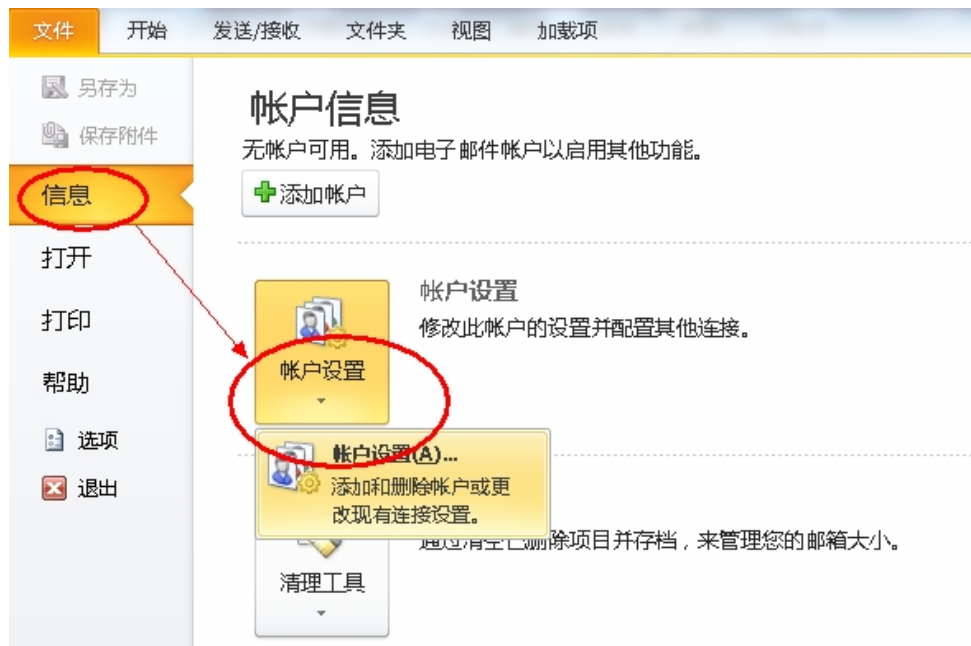 文件 开始 发送/接收 文件夹 视图 加载项
另存为
保存附件
信息
打开
打印
帮助
选项
退出
帐户信息
无帐户可用。添加电子邮件帐户以启用其他功能。
添加帐户
帐户设置
帐户设置
修改此帐户的设置并配置其他连接。
帐户设置(A)...
添加和删除帐户或更
改现有连接设置。
通过清空已删除项目并存档，来管理您的邮箱大小。
清理工具